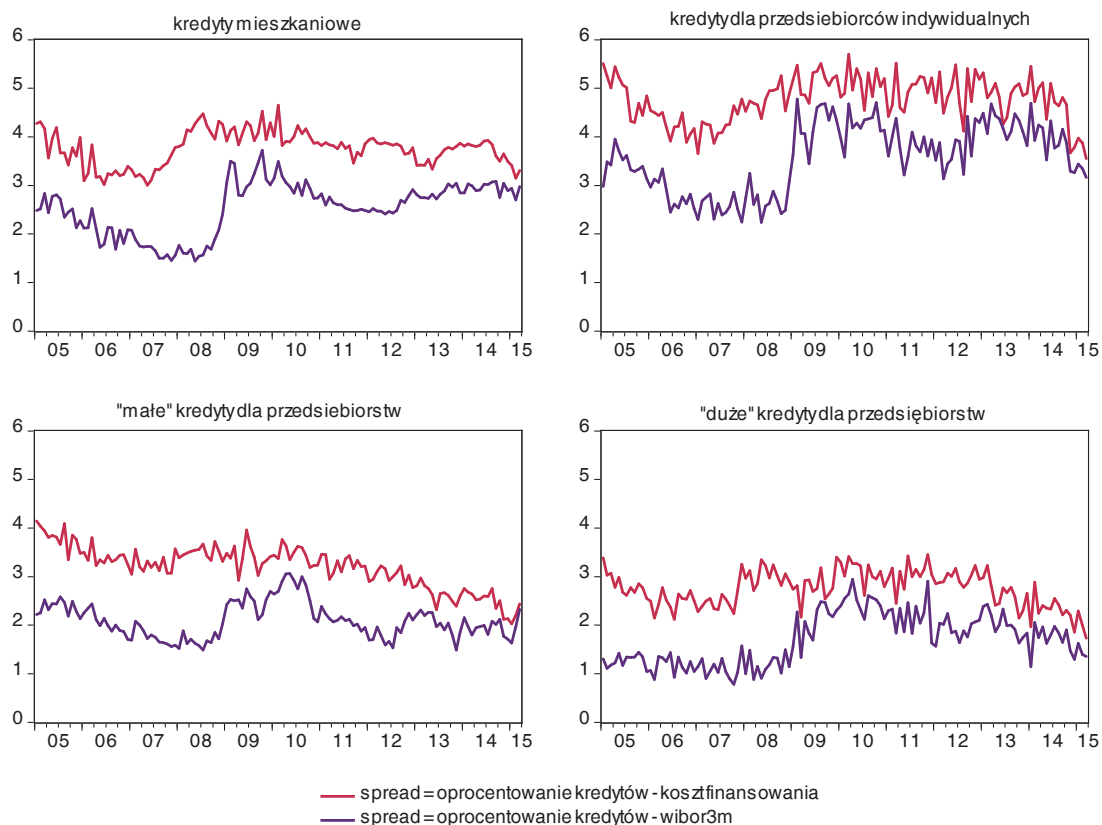 kredyty mieszkaniowe
6
5
4
3
2
1
0
05 06 07 08 09 10 11 12 13 14 15
kredyty dla przedsiebiorców indywidualnych
6
5
4
3
2
1
0
05 06 07 08 09 10 11 12 13 14 15
"małe" kredyty dla przedsiebiorstw
6
5
4
3
2
1
0
05 06 07 08 09 10 11 12 13 14 15
"duże" kredyty dla przedsiębiorstw
6
5
4
3
2
1
0
05 06 07 08 09 10 11 12 13 14 15
spread = oprocentowanie kredytów - koszt finansowania
spread = oprocentowanie kredytów - wibor3m